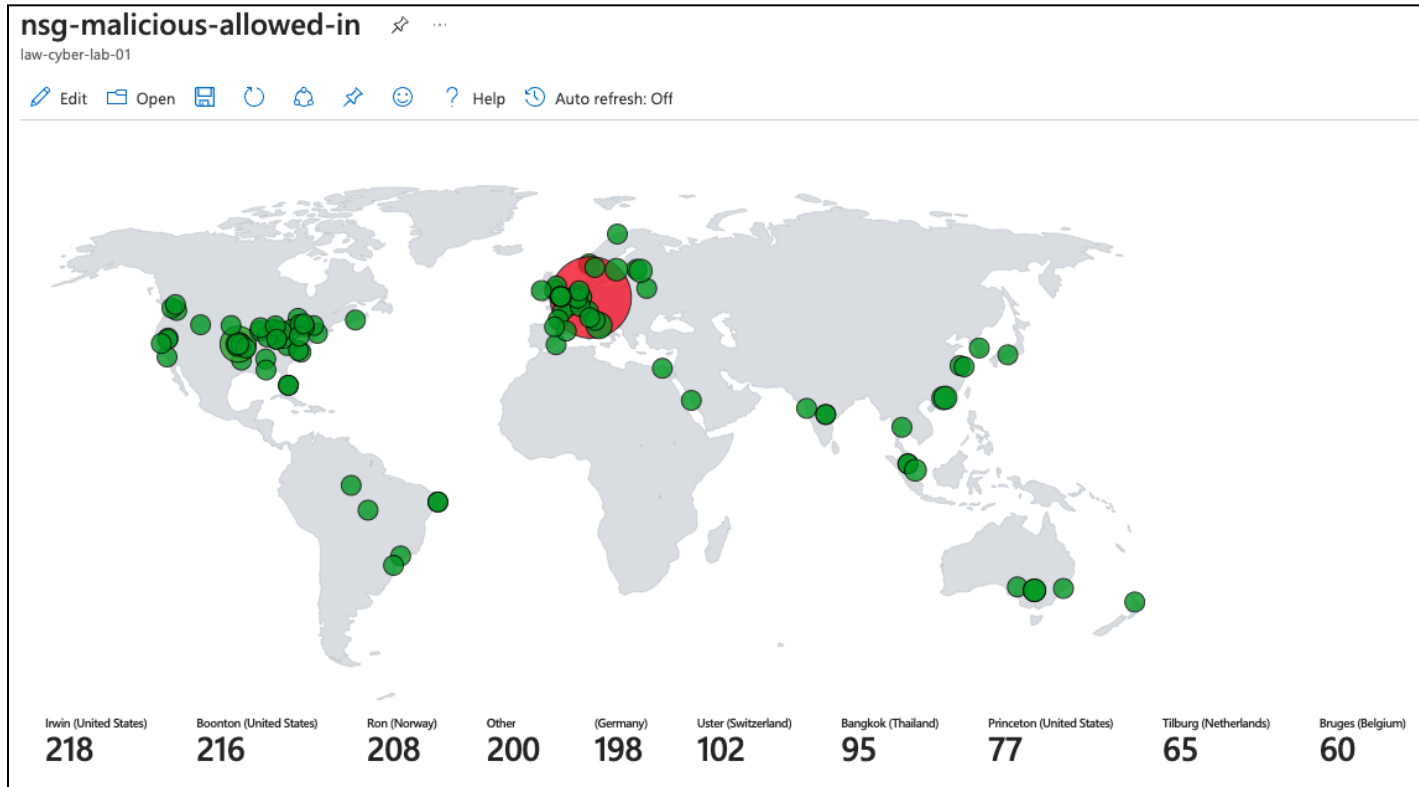 nsg-malicious-allowed-in
law-cyber-lab-01
Edit Open Help Auto refresh: Off
Irwin (United States) Boonton (United States) Ron (Norway) Other (Germany) Uster (Switzerland) Bangkok (Thailand) Princeton (United States) Tilburg (Netherlands) Bruges (Belgium)
218 216 208 200 198 102 95 77 65 60